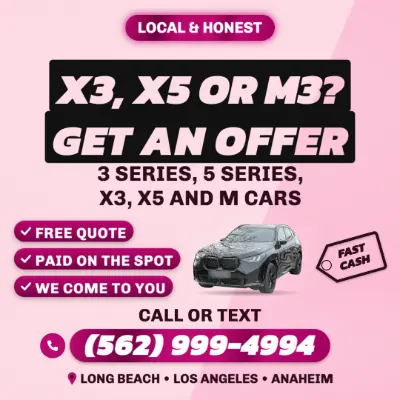 LOCAL & HONEST
X3, X5 OR M3?
GET AN OFFER
3 SERIES, 5 SERIES,
X3, X5 AND M CARS
FREE QUOTE
PAID ON THE SPOT
WE COME TO YOU
FAST
CASH
CALL OR TEXT
(562) 999-4994
LONG BEACH • LOS ANGELES • ANAHEIM